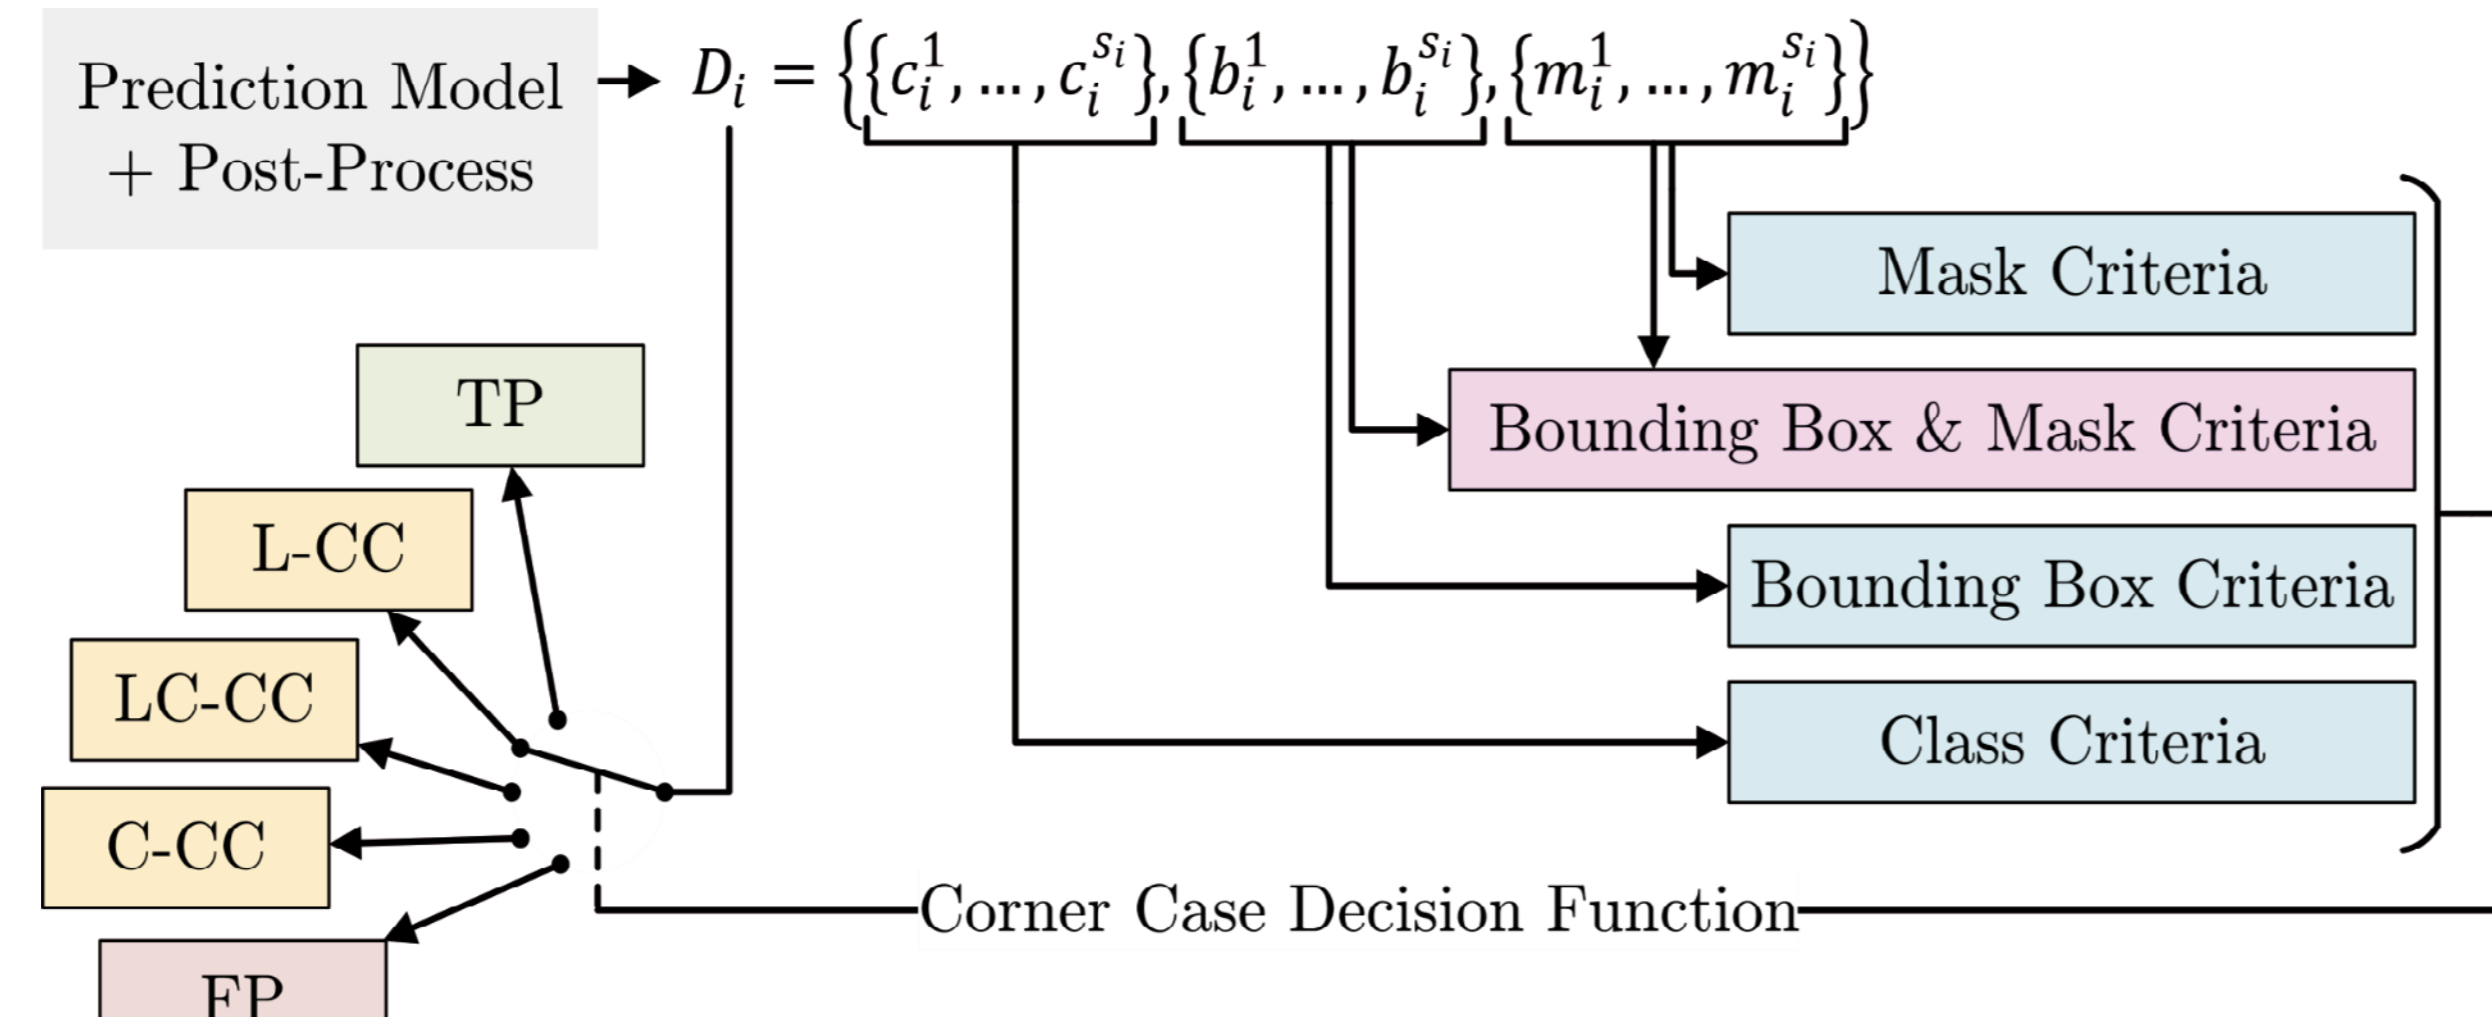 Prediction Model
+ Post-Process
D_i = {{c_i^1, ..., c_i^{s_i}}, {b_i^1, ..., b_i^{s_i}}, {m_i^1, ..., m_i^{s_i}}}
Mask Criteria
Bounding Box & Mask Criteria
Bounding Box Criteria
Class Criteria
TP
L-CC
LC-CC
C-CC
FP
Corner Case Decision Function